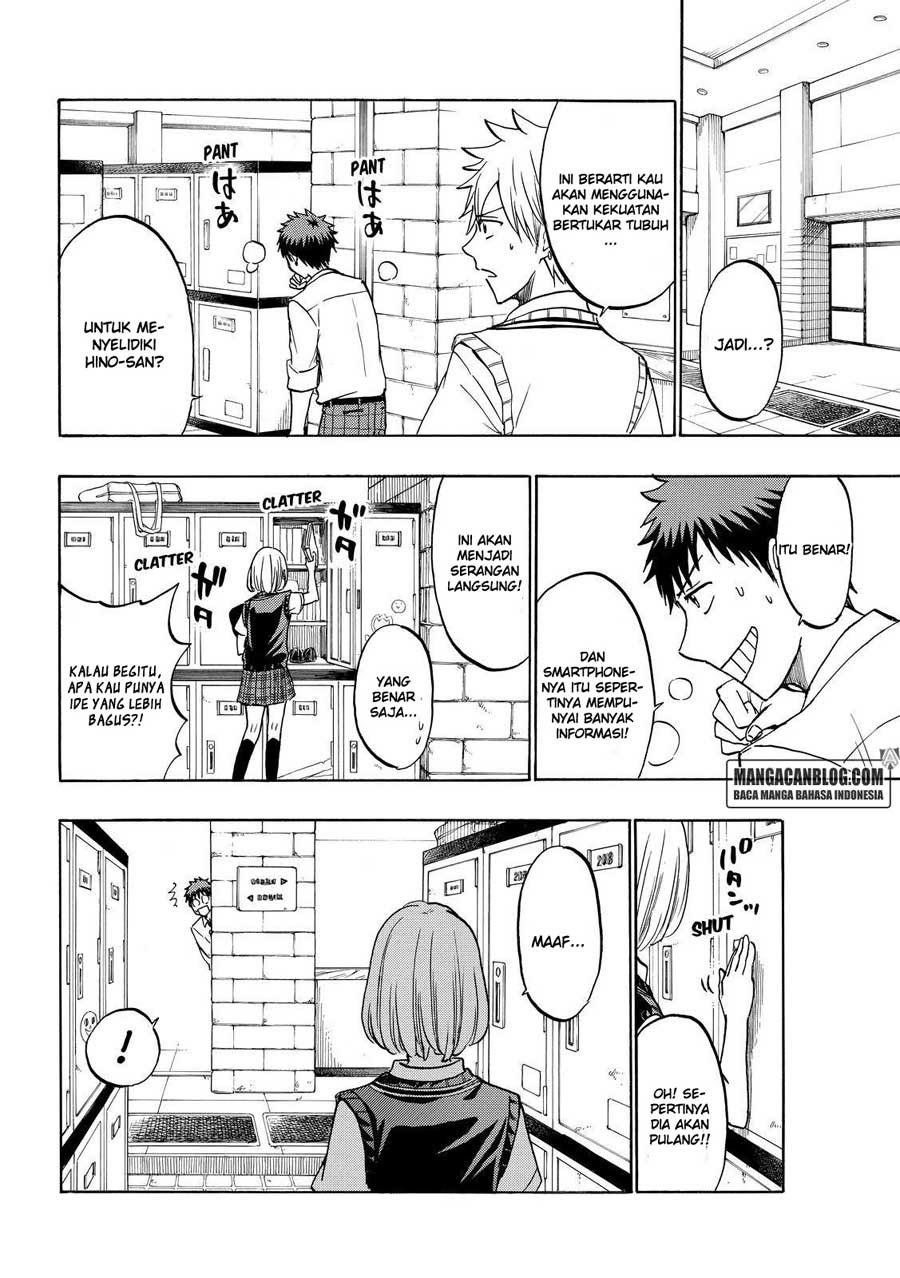 JADI...?
INI BERARTI KAU
AKAN MENGGUNA-
KAN KEKUATAN
BERTUKAR TUBUH
...
PANT
はぁ
PANT
はぁ
UNTUK ME-
NYELIDIKI
HINO-SAN?
ITU BENAR!
DAN
SMARTPHONE-
NYA ITU SEPER-
TINYA MEMPU-
NYAI BANYAK
INFORMASI!
INI AKAN
MENJADI
SERANGAN
LANGSUNG!
YANG
BENAR
SAJA...
CLATTER
ガタ
CLATTER
ガタ
KALAU BEGITU,
APA KAU PUNYA
IDE YANG LEBIH
BAGUS?!
MANGACANBLOG.COM
BACA MANGA BAHASA INDONESIA
パタンッ
SHUT
OH! SE-
PERTINYA
DIA AKAN
PULANG!!
208
MAAF...
!